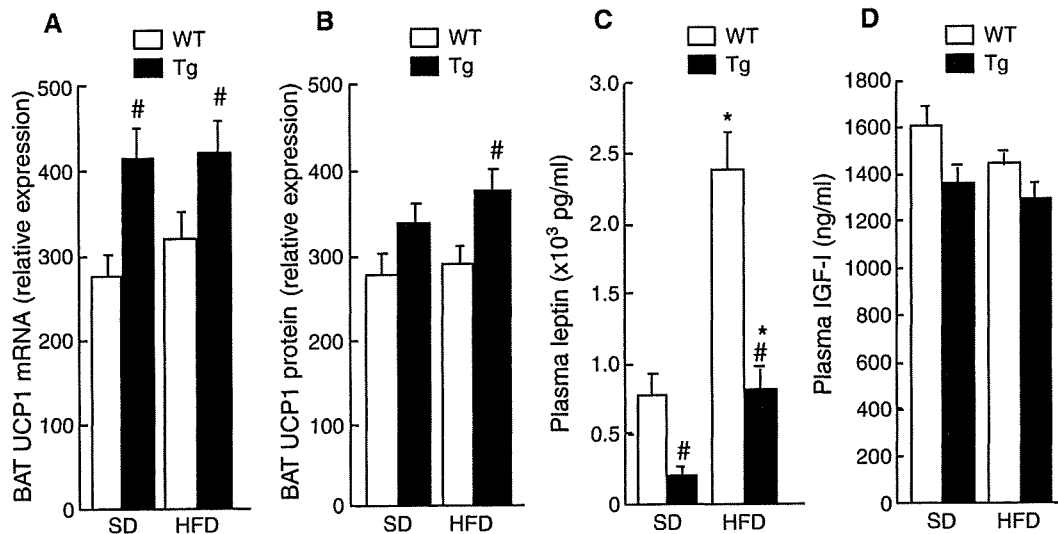 A
WT
Tg
BAT UCP1 mRNA (relative expression)
500
400
300
200
100
0
#
#
SD HFD
B
WT
Tg
BAT UCP1 protein (relative expression)
500
400
300
200
100
0
#
SD HFD
C
WT
Tg
Plasma leptin (x10³ pg/ml)
3.0
2.5
2.0
1.5
1.0
0.5
0
*
*
#
#
SD HFD
D
WT
Tg
Plasma IGF-I (ng/ml)
1800
1600
1400
1200
1000
800
600
400
200
0
SD HFD